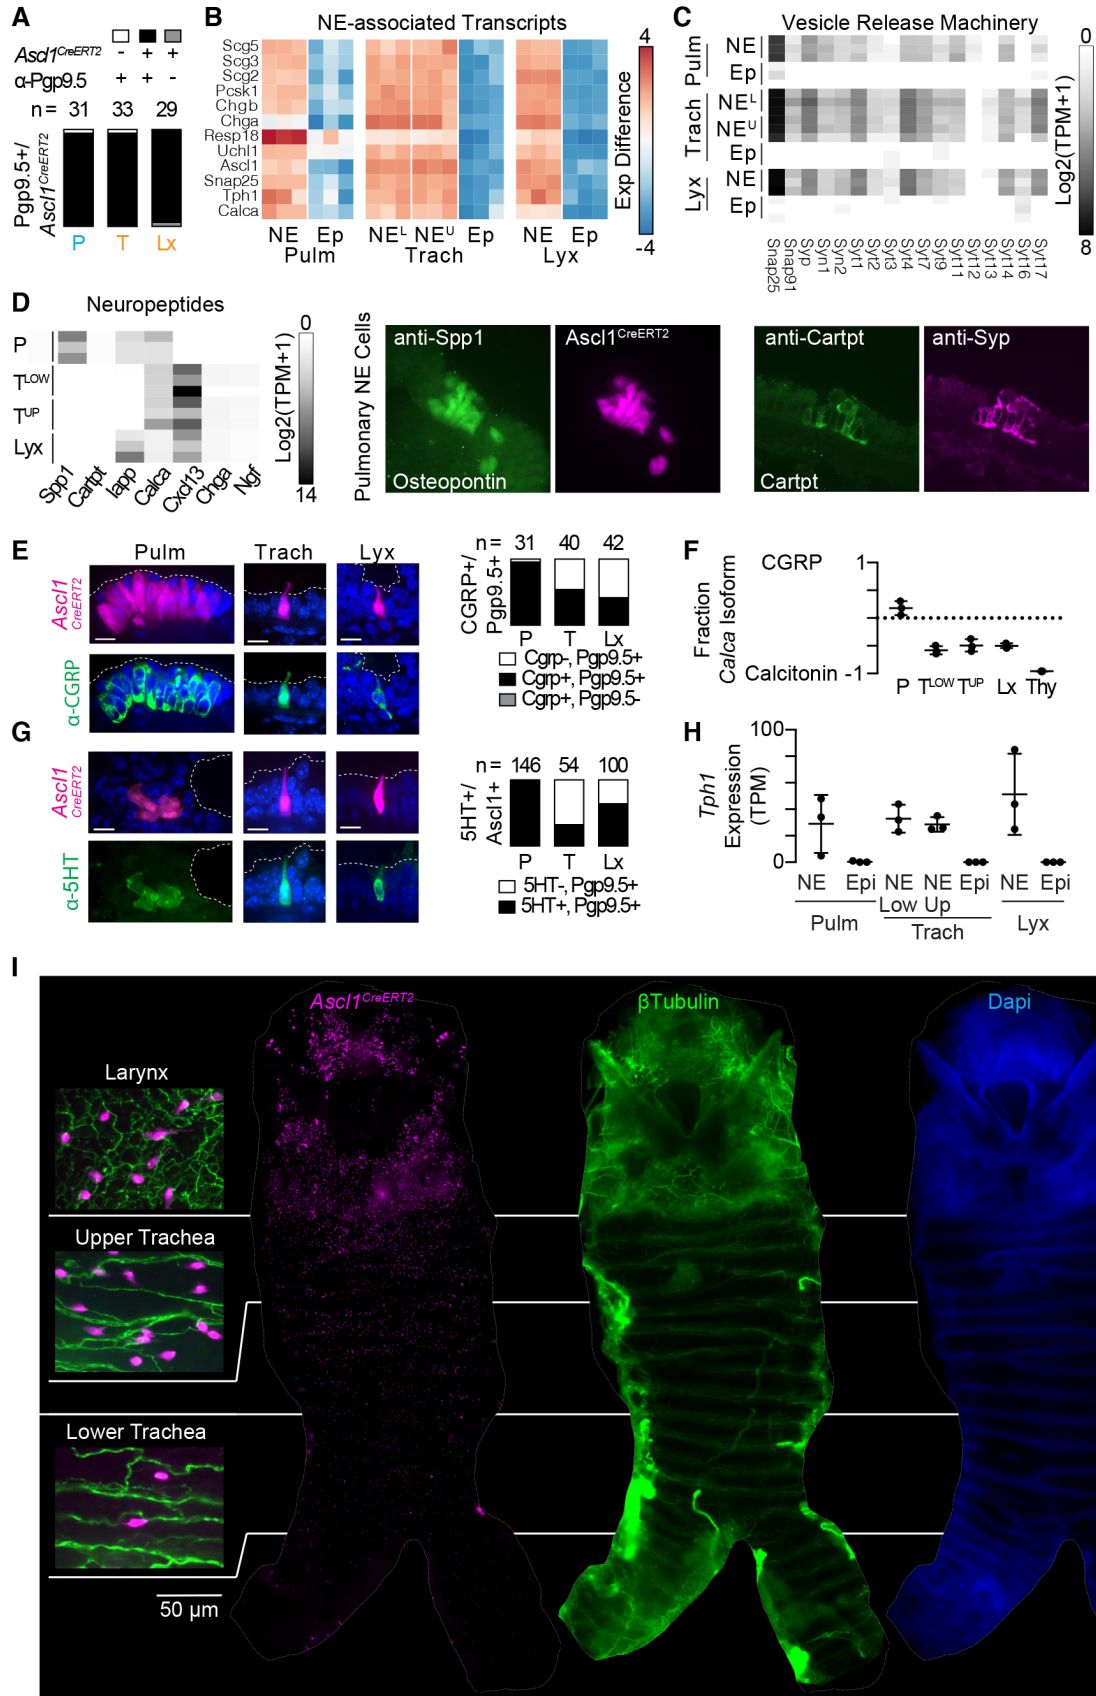 A
Ascl1CreERT2 - + +
α-Pgp9.5 + + -
n = 31 33 29
Pgp9.5+/
Ascl1CreERT2
P T Lx
B
NE-associated Transcripts
Scg5
Scg3
Scg2
Pcsk1
Chgb
Chga
Resp18
Uchl1
Ascl1
Snap25
Tph1
Calca
NE Ep NEL NEU Ep NE Ep
Pulm Trach Lyx
4
Exp Difference
-4
C
Vesicle Release Machinery
Pulm
NE
Ep
Trach
NEL
NEU
Ep
Lyx
NE
Ep
Snap25
Snap91
Syp
Syn1
Syn2
Syt1
Syt2
Syt3
Syt4
Syt7
Syt9
Syt11
Syt12
Syt13
Syt14
Syt16
Syt17
0
Log2(TPM+1)
8
D
Neuropeptides
P
TLOW
TUP
Lyx
Spp1
Cartpt
Iapp
Calca
Cxcl13
Chga
Ngf
0
Log2(TPM+1)
14
Pulmonary NE Cells
anti-Spp1
Osteopontin
Ascl1CreERT2
anti-Cartpt
Cartpt
anti-Syp
E
Pulm Trach Lyx
Ascl1
CreERT2
α-CGRP
n = 31 40 42
CGRP+/
Pgp9.5+
P T Lx
Cgrp-, Pgp9.5+
Cgrp+, Pgp9.5+
Cgrp+, Pgp9.5-
F
CGRP 1
Fraction
Calca Isoform
Calcitonin -1
P TLOW TUP Lx Thy
G
Ascl1
CreERT2
α-5HT
n = 146 54 100
5HT+/
Ascl1+
P T Lx
5HT-, Pgp9.5+
5HT+, Pgp9.5+
H
100
Tph1
Expression
(TPM)
0
NE Epi NE NE Epi NE Epi
Low Up
Pulm Trach Lyx
I
Ascl1CreERT2
βTubulin
Dapi
Larynx
Upper Trachea
Lower Trachea
50 µm